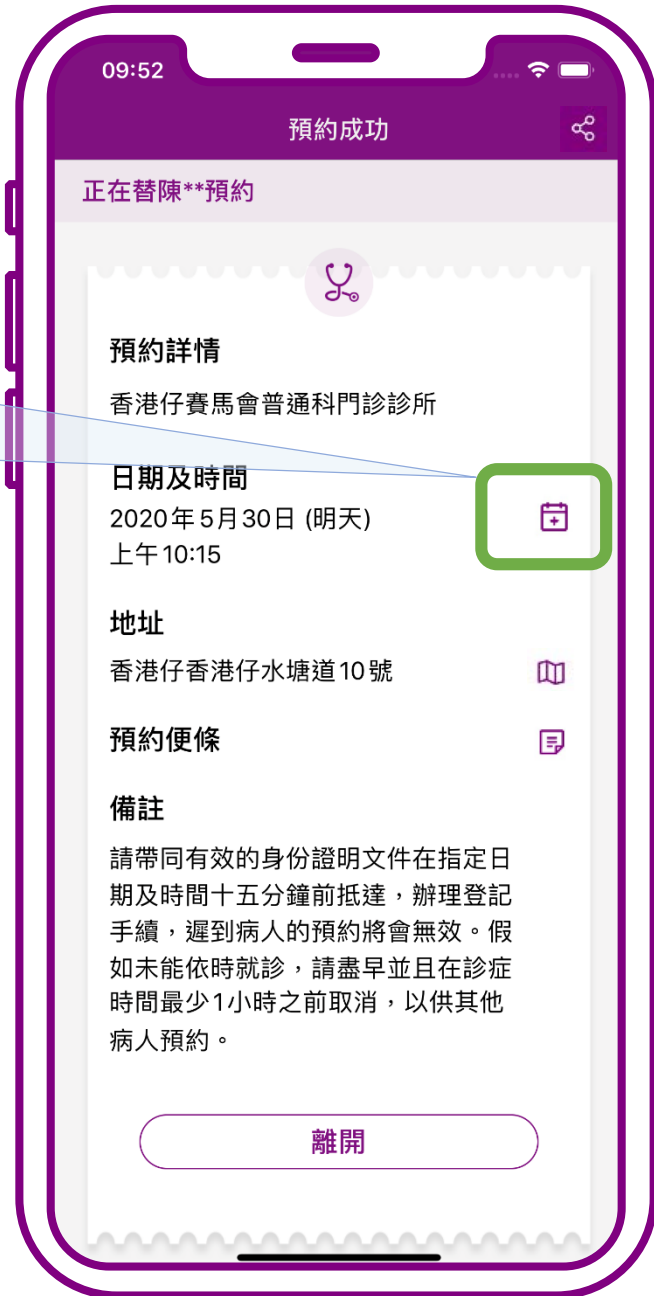 09:52
預約成功
正在替陳**預約
預約詳情
香港仔賽馬會普通科門診診所
日期及時間
2020年5月30日 (明天)
上午10:15
地址
香港仔香港仔水塘道10號
預約便條
備註
請帶同有效的身份證明文件在指定日
期及時間十五分鐘前抵達，辦理登記
手續，遲到病人的預約將會無效。假
如未能依時就診，請盡早並且在診症
時間最少1小時之前取消，以供其他
病人預約。
離開